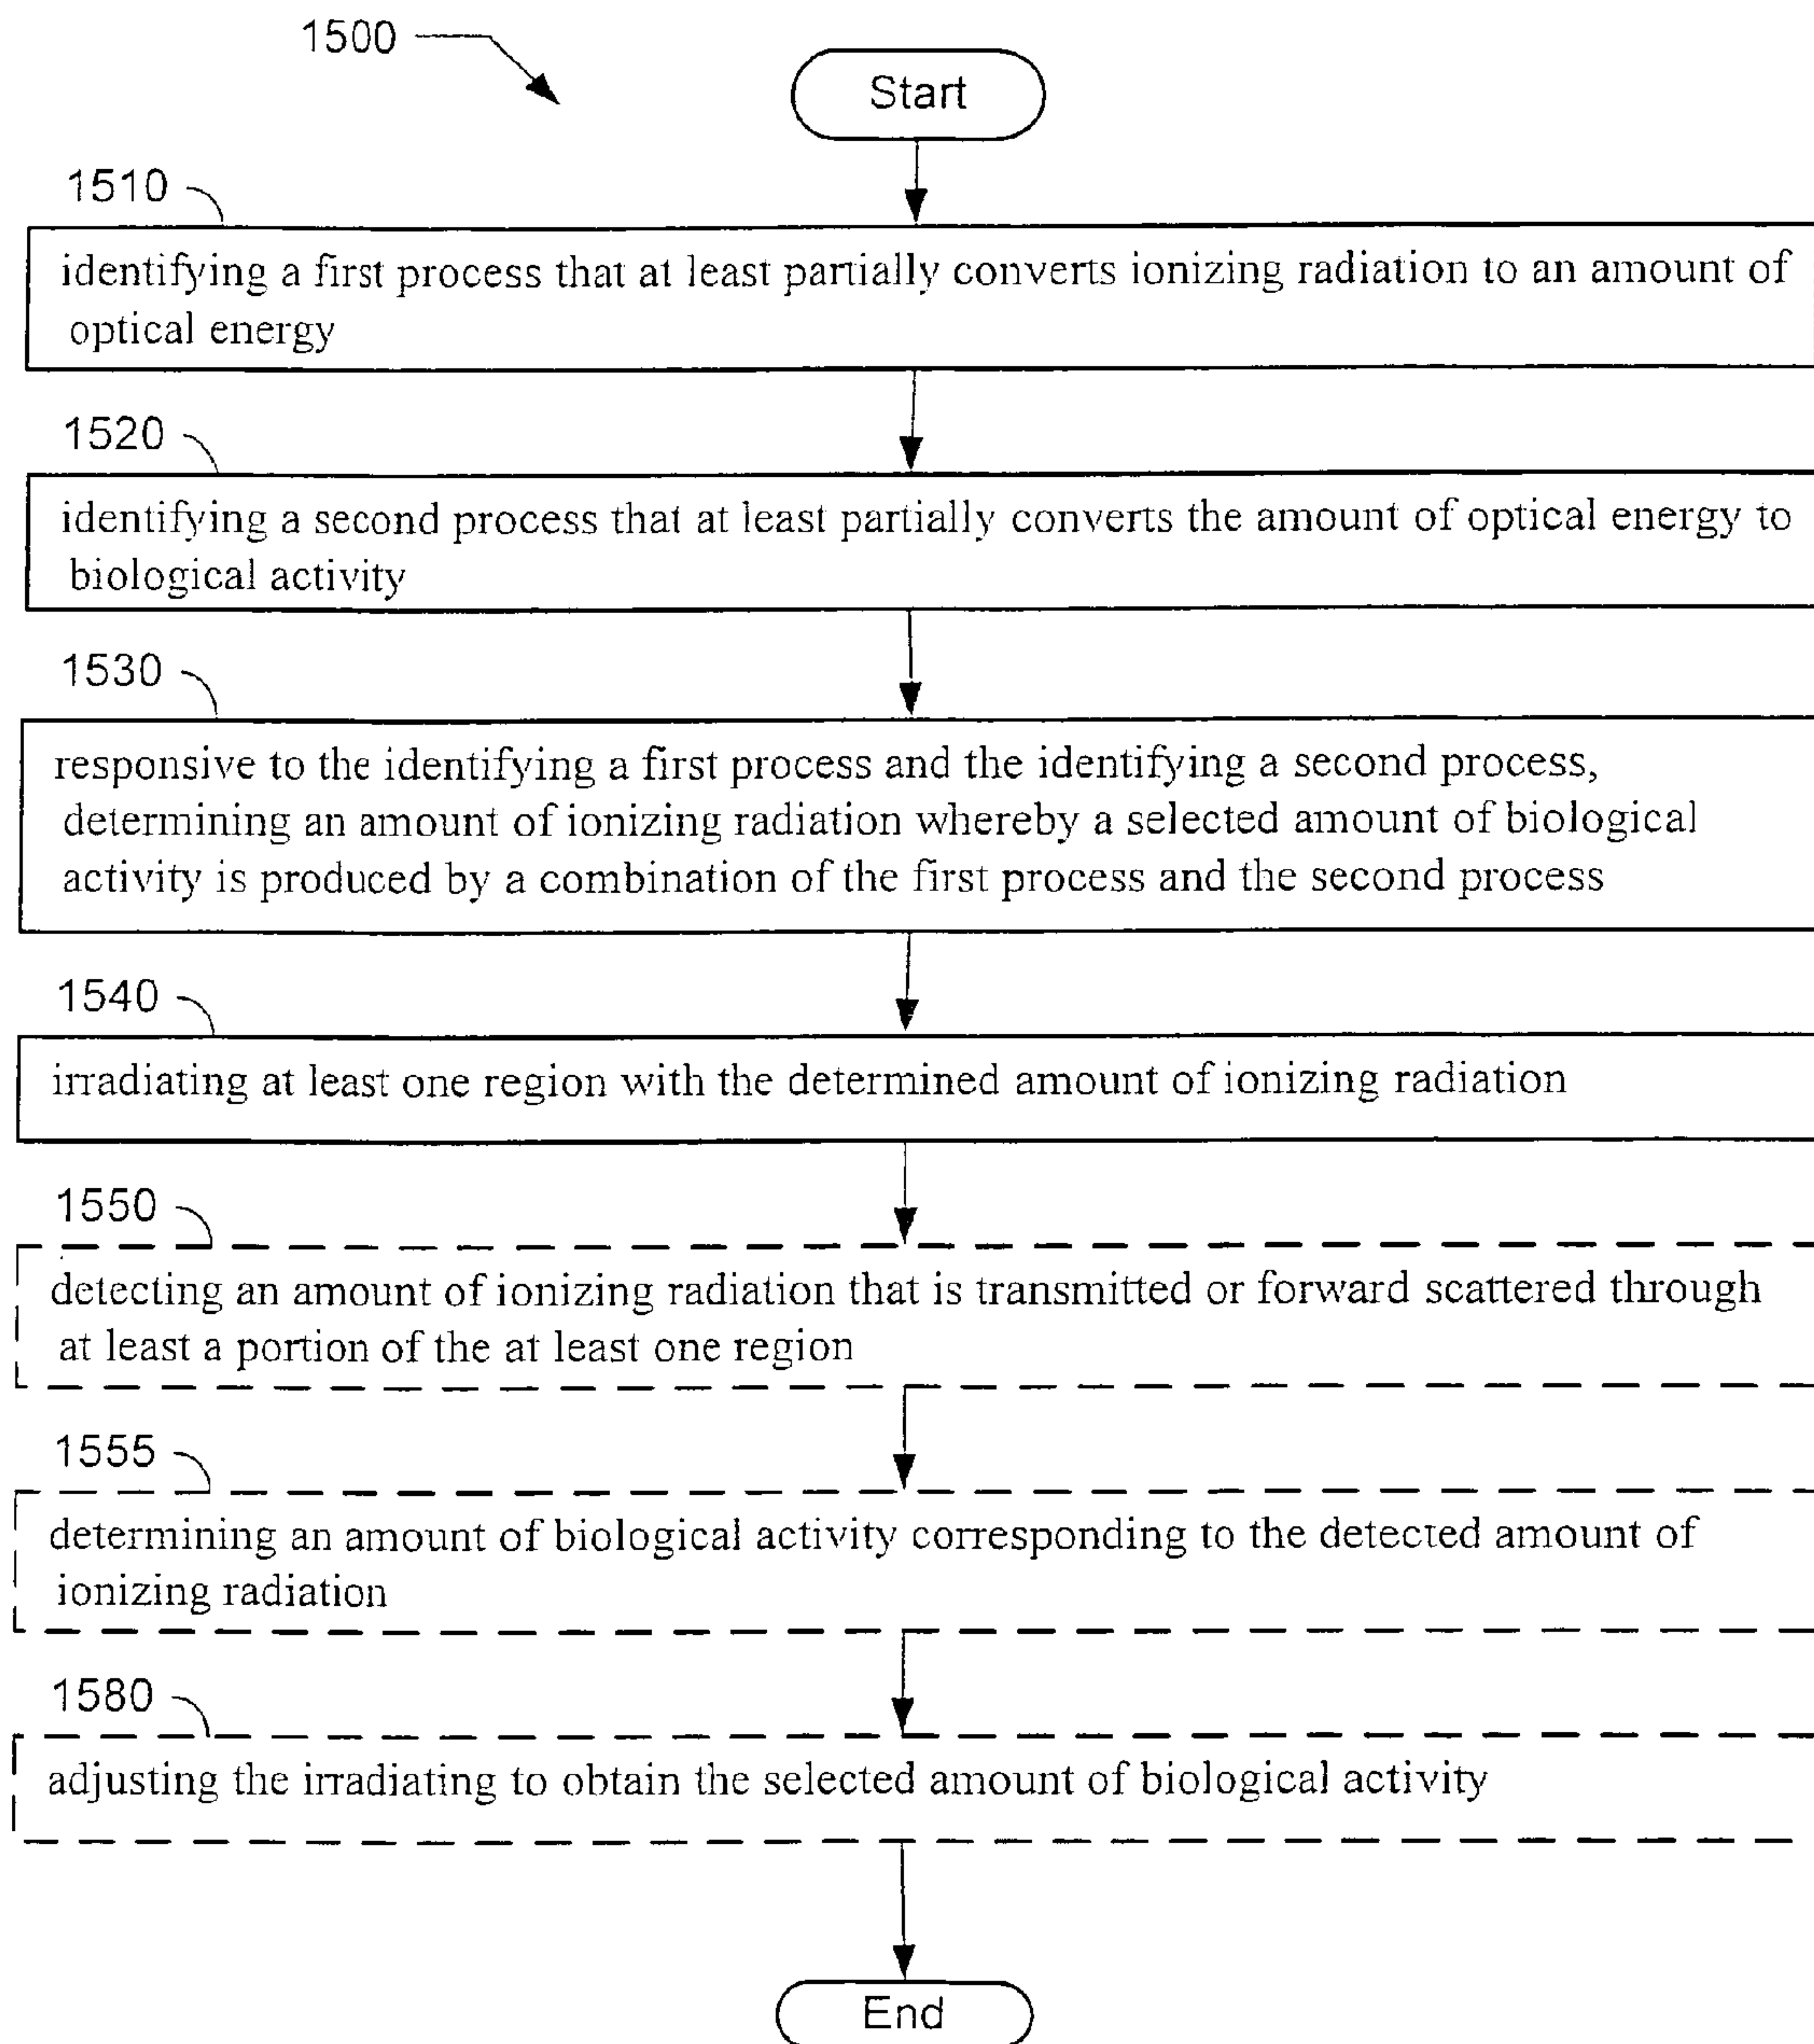 1500
Start
1510
identifying a first process that at least partially converts ionizing radiation to an amount of
optical energy
1520
identifying a second process that at least partially converts the amount of optical energy to
biological activity
1530
responsive to the identifying a first process and the identifying a second process,
determining an amount of ionizing radiation whereby a selected amount of biological
activity is produced by a combination of the first process and the second process
1540
irradiating at least one region with the determined amount of ionizing radiation
1550
detecting an amount of ionizing radiation that is transmitted or forward scattered through
at least a portion of the at least one region
1555
determining an amount of biological activity corresponding to the detected amount of
ionizing radiation
1580
adjusting the irradiating to obtain the selected amount of biological activity
End